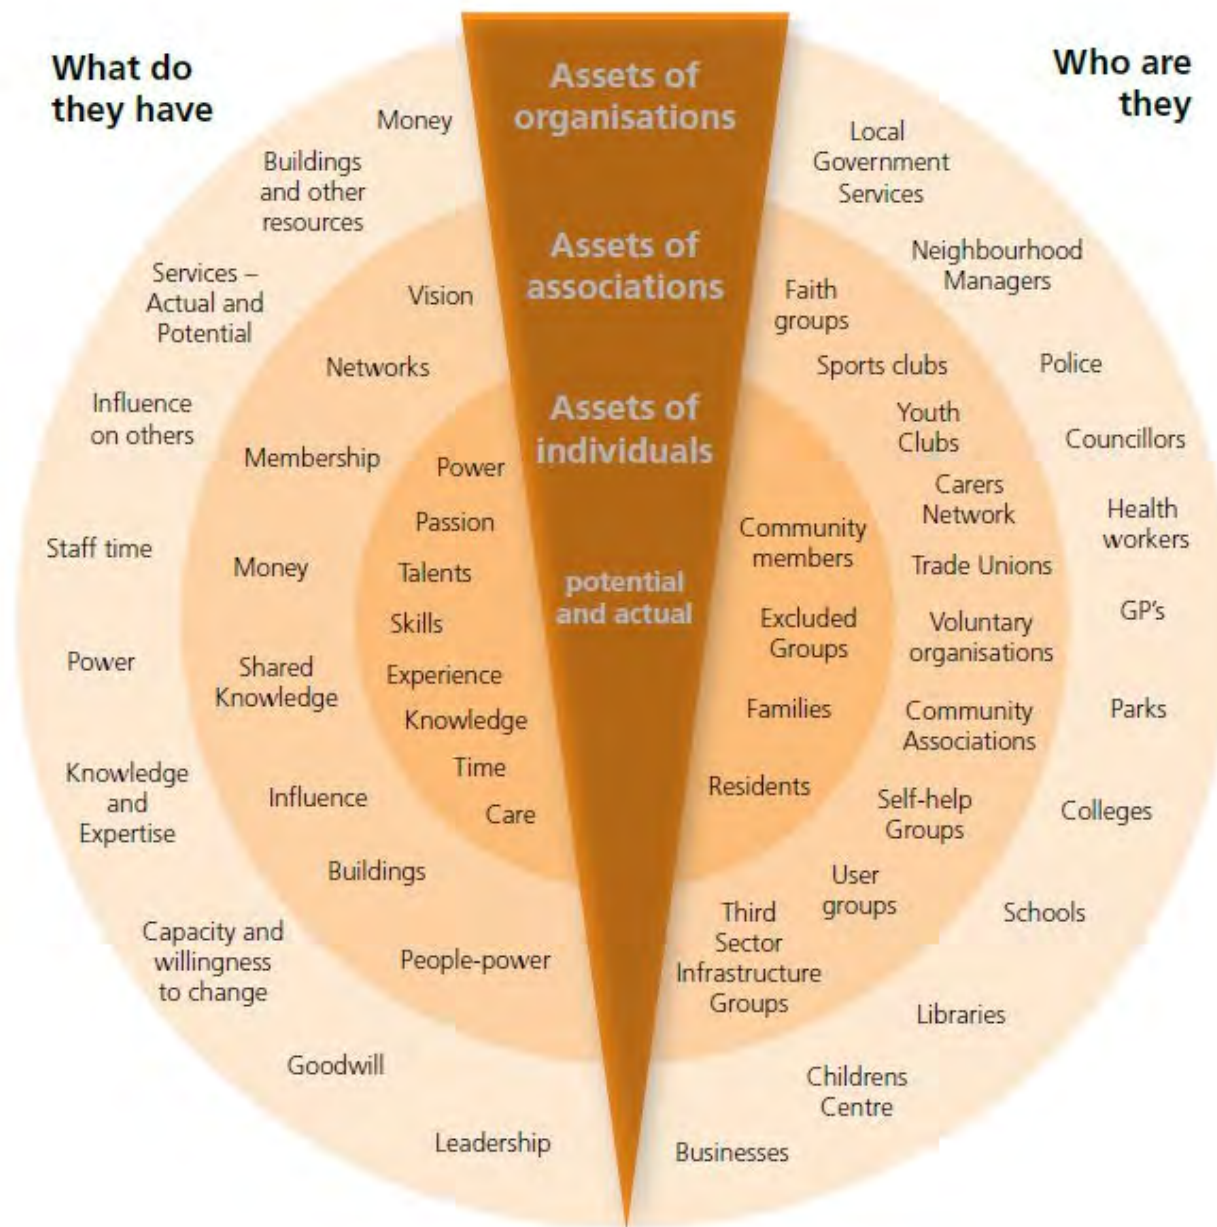 What do
they have
Who are
they
Assets of
organisations
Assets of
associations
Assets of
individuals
potential
and actual
Money
Buildings
and other
resources
Services –
Actual and
Potential
Influence
on others
Staff time
Power
Knowledge
and
Expertise
Capacity and
willingness
to change
Goodwill
Leadership
Vision
Networks
Membership
Money
Shared
Knowledge
Influence
Buildings
People-power
Power
Passion
Talents
Skills
Experience
Knowledge
Time
Care
Community
members
Excluded
Groups
Families
Residents
Faith
groups
Sports clubs
Youth
Clubs
Carers
Network
Trade Unions
Voluntary
organisations
Community
Associations
Self-help
Groups
User
groups
Third
Sector
Infrastructure
Groups
Local
Government
Services
Neighbourhood
Managers
Police
Councillors
Health
workers
GP's
Parks
Colleges
Schools
Libraries
Childrens
Centre
Businesses